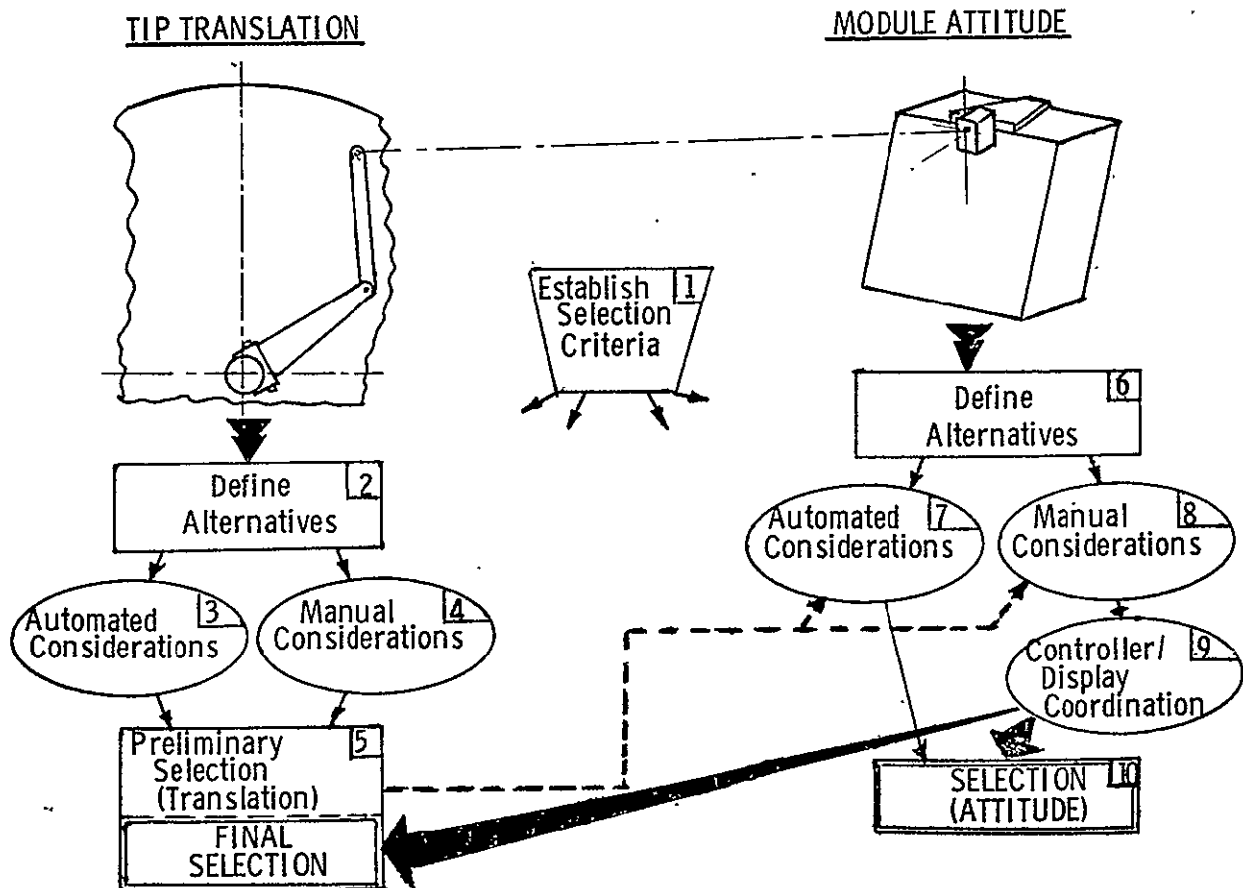 TIP TRANSLATION
MODULE ATTITUDE
1
Establish
Selection
Criteria
2
Define
Alternatives
3
Automated
Considerations
4
Manual
Considerations
5
Preliminary
Selection
(Translation)
FINAL
SELECTION
6
Define
Alternatives
7
Automated
Considerations
8
Manual
Considerations
9
Controller/
Display
Coordination
10
SELECTION
(ATTITUDE)